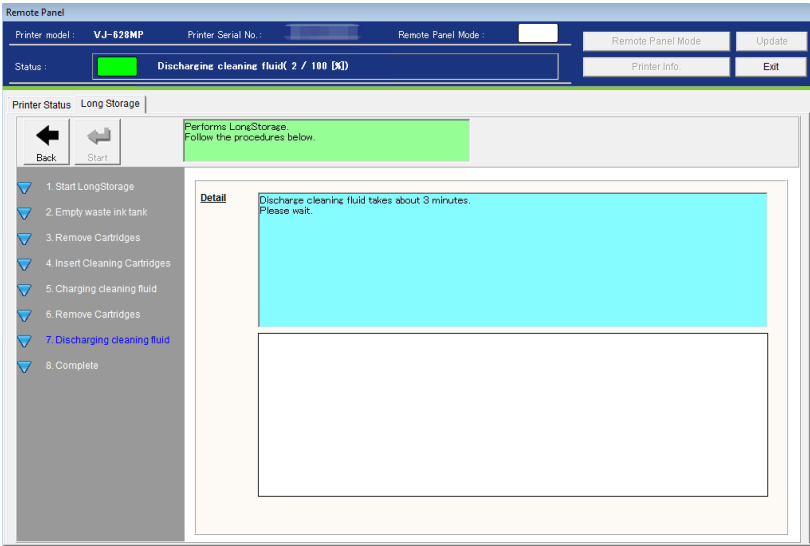 Remote Panel
Printer model : VJ-628MP Printer Serial No. : Remote Panel Mode : Remote Panel Mode Update
Status : Discharging cleaning fluid( 2 / 100 [%]) Printer Info. Exit
Printer Status Long Storage
Back Start
Performs LongStorage.
Follow the procedures below.
1. Start LongStorage
2. Empty waste ink tank
3. Remove Cartridges
4. Insert Cleaning Cartridges
5. Charging cleaning fluid
6. Remove Cartridges
7. Discharging cleaning fluid
8. Complete
Detail
Discharge cleaning fluid takes about 3 minutes.
Please wait.